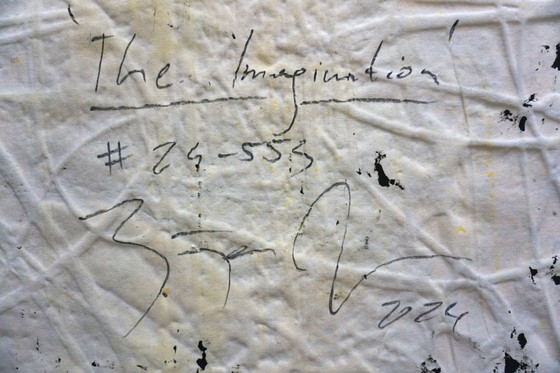 'The Imagination'
# 24-553
2024